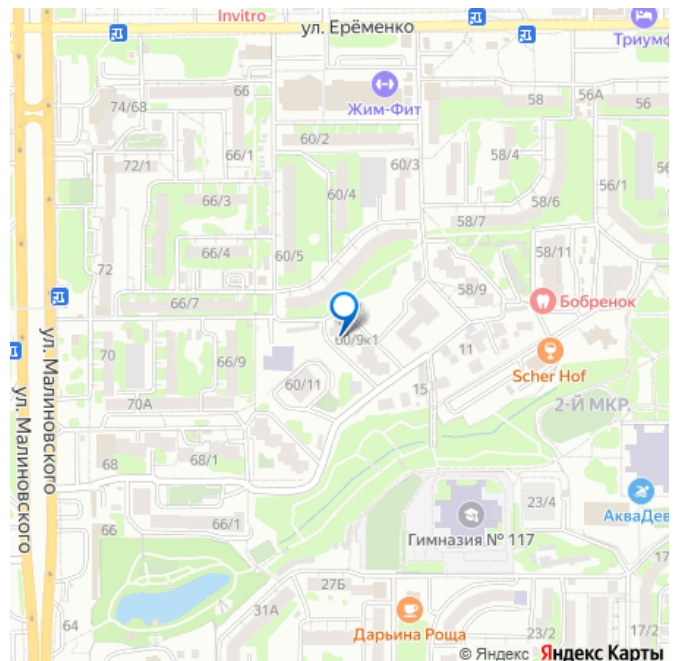 Invitro
ул. Ерёменко
Триумф
66
74/68
Жим-Фит
58
56А
56
60/2
72/1
66/1
60/3
58/4
66/3
60/4
56/1
56
58/6
58/7
66/4
60/5
58/11
72
58/9
66/7
Бобренок
60/9к1
ул. Малиновского
ул. Малиновского
70
66/9
11
60/11
15
Scher Hof
70А
2-Й МКР.
68
68/1
23/4
66
66/1
АкваДев
Гимназия № 117
17
27Б
64
31А
Дарьина Роща
23/2
17/2
© Яндекс Яндекс Карты